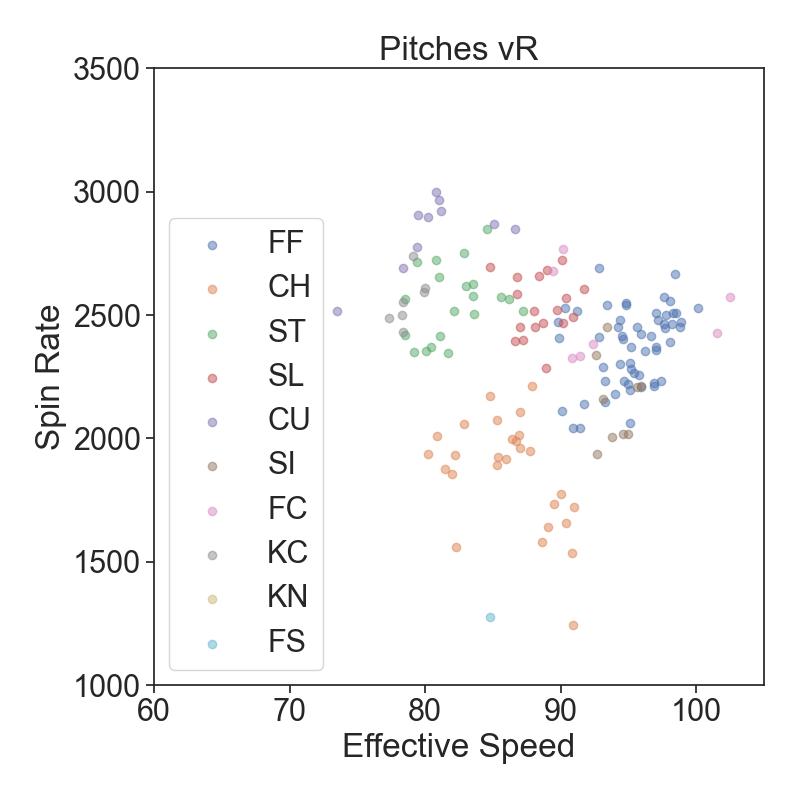 Pitches vR
Spin Rate
3500
3000
2500
2000
1500
1000
FF
CH
ST
SL
CU
SI
FC
KC
KN
FS
60 70 80 90 100
Effective Speed